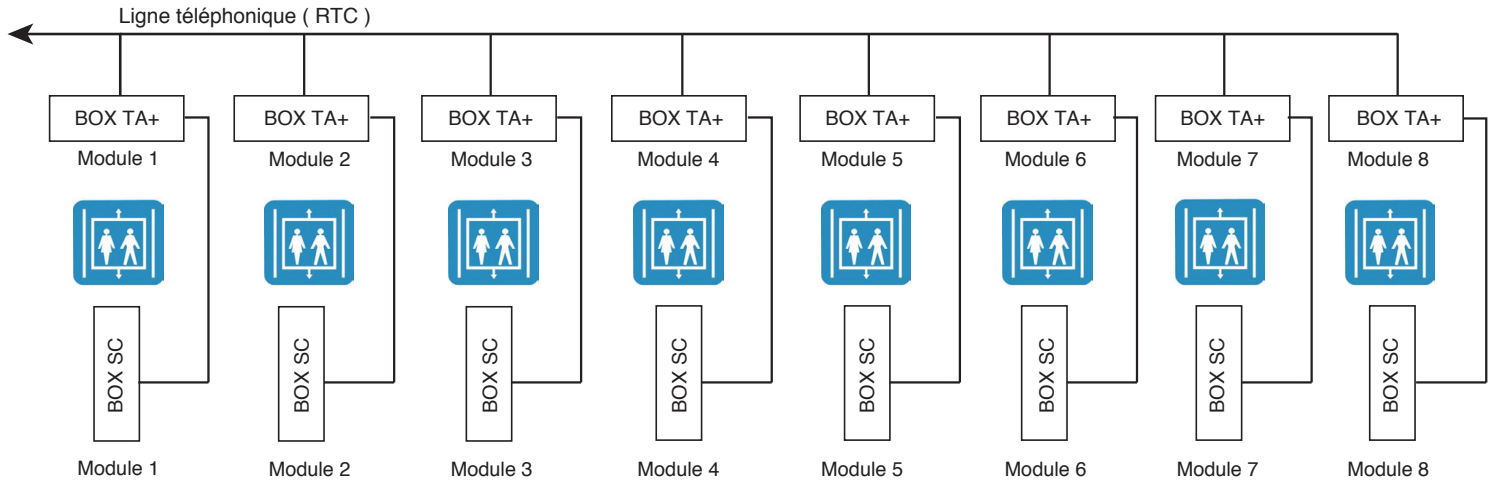 Ligne téléphonique ( RTC )
BOX TA+ BOX TA+ BOX TA+ BOX TA+ BOX TA+ BOX TA+ BOX TA+ BOX TA+
Module 1 Module 2 Module 3 Module 4 Module 5 Module 6 Module 7 Module 8
BOX SC BOX SC BOX SC BOX SC BOX SC BOX SC BOX SC BOX SC
Module 1 Module 2 Module 3 Module 4 Module 5 Module 6 Module 7 Module 8